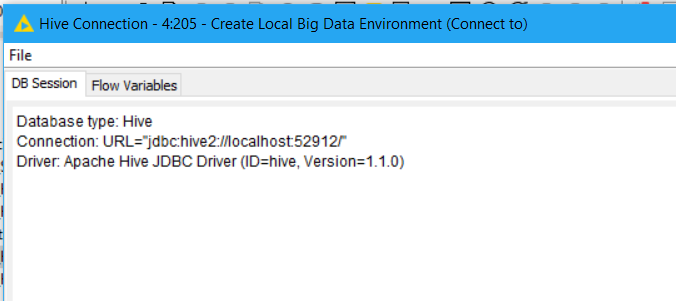 Hive Connection - 4:205 - Create Local Big Data Environment (Connect to)
File
DB Session Flow Variables
Database type: Hive
Connection: URL="jdbc:hive2://localhost:52912/"
Driver: Apache Hive JDBC Driver (ID=hive, Version=1.1.0)